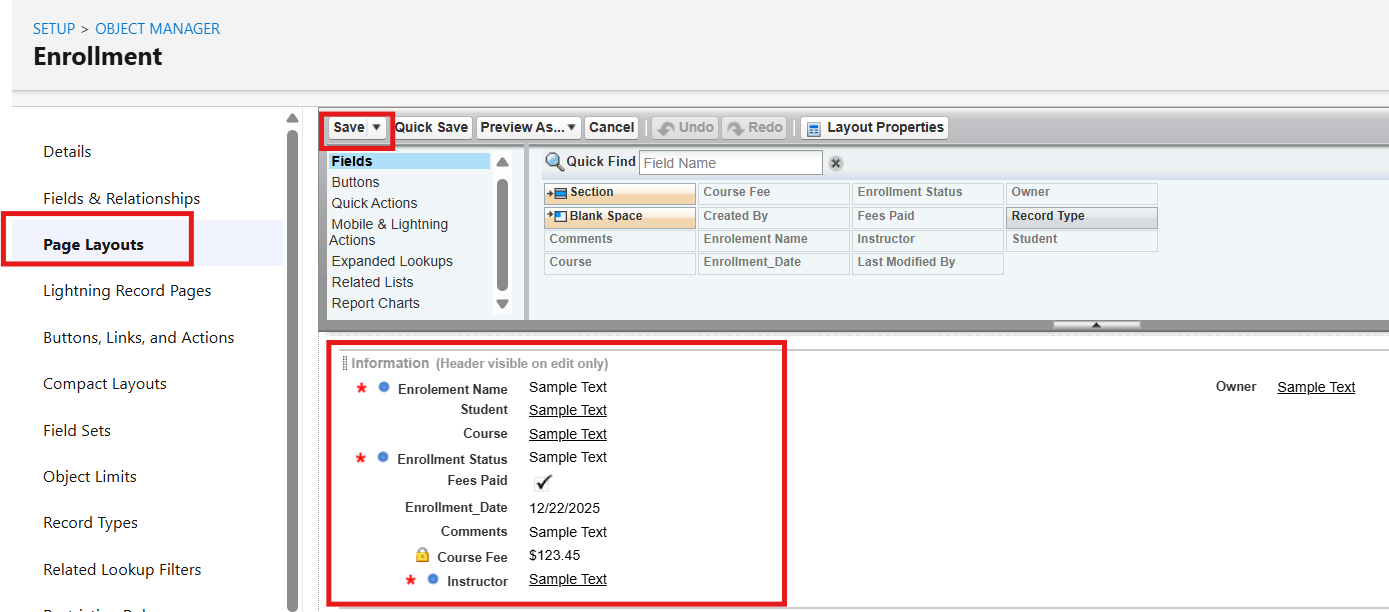 SETUP > OBJECT MANAGER
Enrollment
Details
Fields & Relationships
Page Layouts
Lightning Record Pages
Buttons, Links, and Actions
Compact Layouts
Field Sets
Object Limits
Record Types
Related Lookup Filters
Save Quick Save Preview As... Cancel Undo Redo Layout Properties
Fields
Buttons
Quick Actions
Mobile & Lightning
Actions
Expanded Lookups
Related Lists
Report Charts
Quick Find Field Name
Section Course Fee Enrollment Status Owner
Blank Space Created By Fees Paid Record Type
Comments Enrolement Name Instructor Student
Course Enrollment_Date Last Modified By
Information (Header visible on edit only)
* Enrolement Name Sample Text Owner Sample Text
Student Sample Text
Course Sample Text
* Enrollment Status Sample Text
Fees Paid ✓
Enrollment_Date 12/22/2025
Comments Sample Text
Course Fee $123.45
* Instructor Sample Text